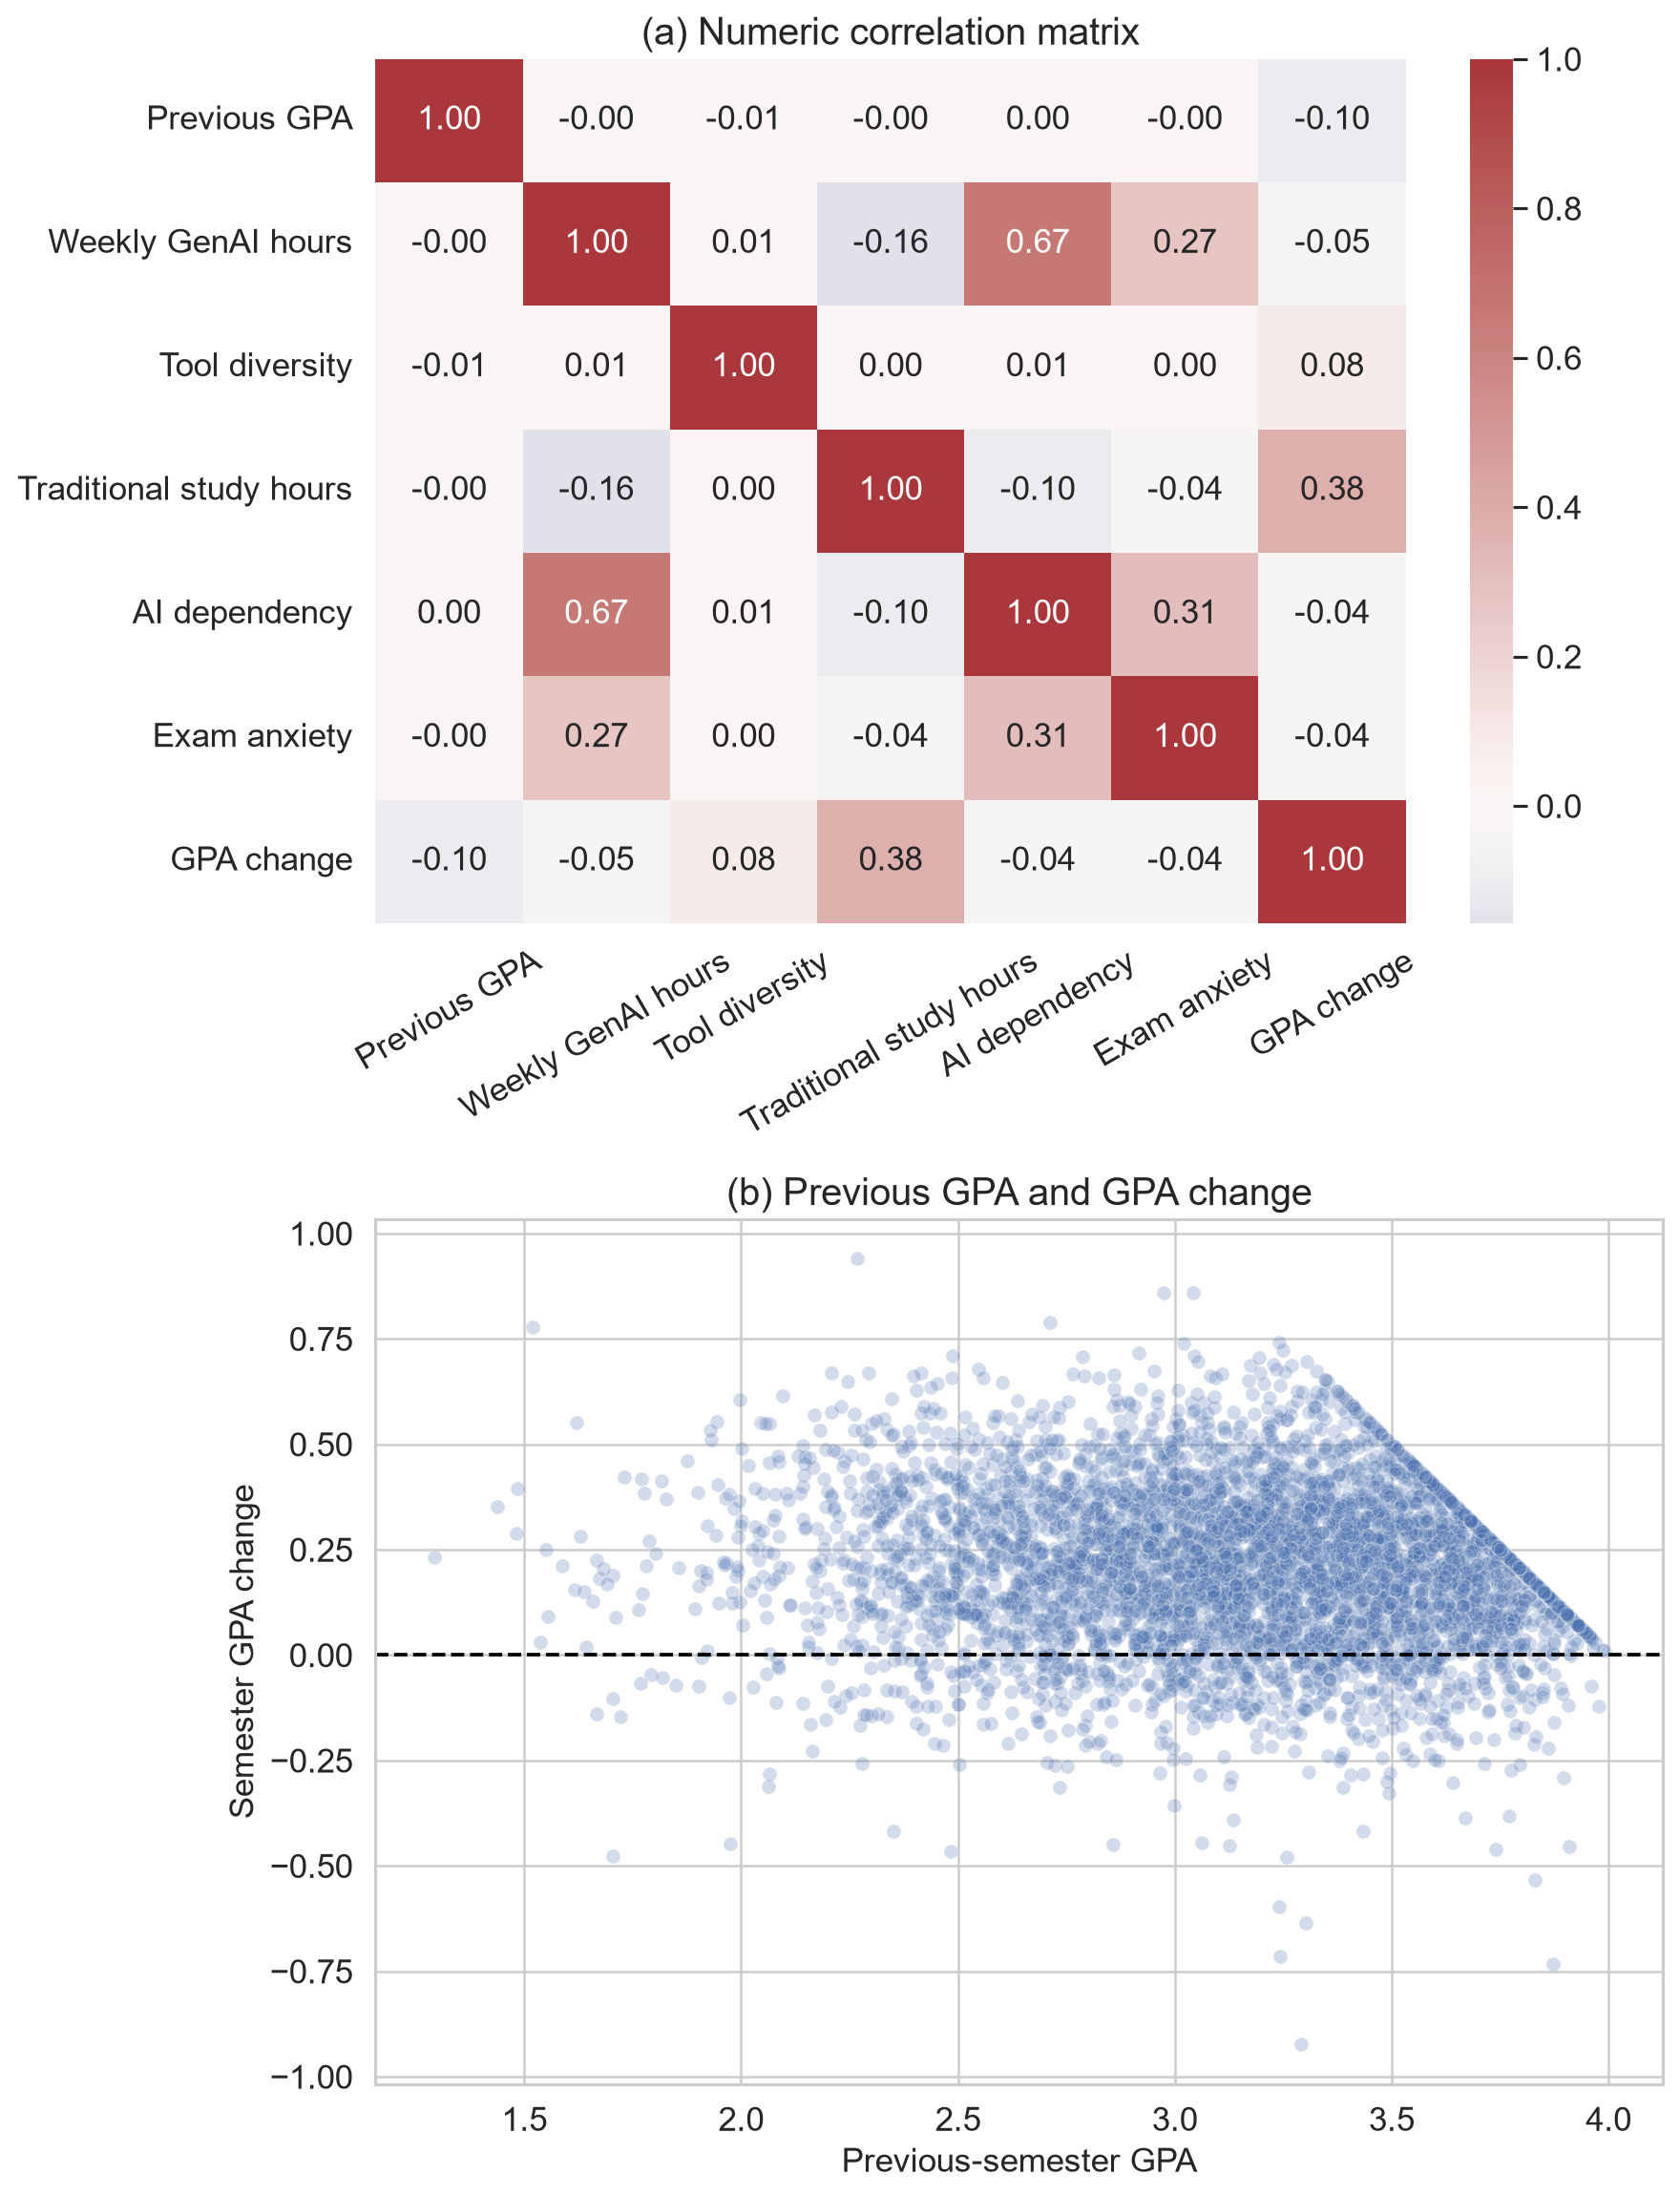 (a) Numeric correlation matrix
Previous GPA 1.00 -0.00 -0.01 -0.00 0.00 -0.00 -0.10
Weekly GenAI hours -0.00 1.00 0.01 -0.16 0.67 0.27 -0.05
Tool diversity -0.01 0.01 1.00 0.00 0.01 0.00 0.08
Traditional study hours -0.00 -0.16 0.00 1.00 -0.10 -0.04 0.38
AI dependency 0.00 0.67 0.01 -0.10 1.00 0.31 -0.04
Exam anxiety -0.00 0.27 0.00 -0.04 0.31 1.00 -0.04
GPA change -0.10 -0.05 0.08 0.38 -0.04 -0.04 1.00
Previous GPA
Weekly GenAI hours
Tool diversity
Traditional study hours
AI dependency
Exam anxiety
GPA change
1.0
0.8
0.6
0.4
0.2
0.0
(b) Previous GPA and GPA change
Semester GPA change
1.00
0.75
0.50
0.25
0.00
−0.25
−0.50
−0.75
−1.00
1.5 2.0 2.5 3.0 3.5 4.0
Previous-semester GPA